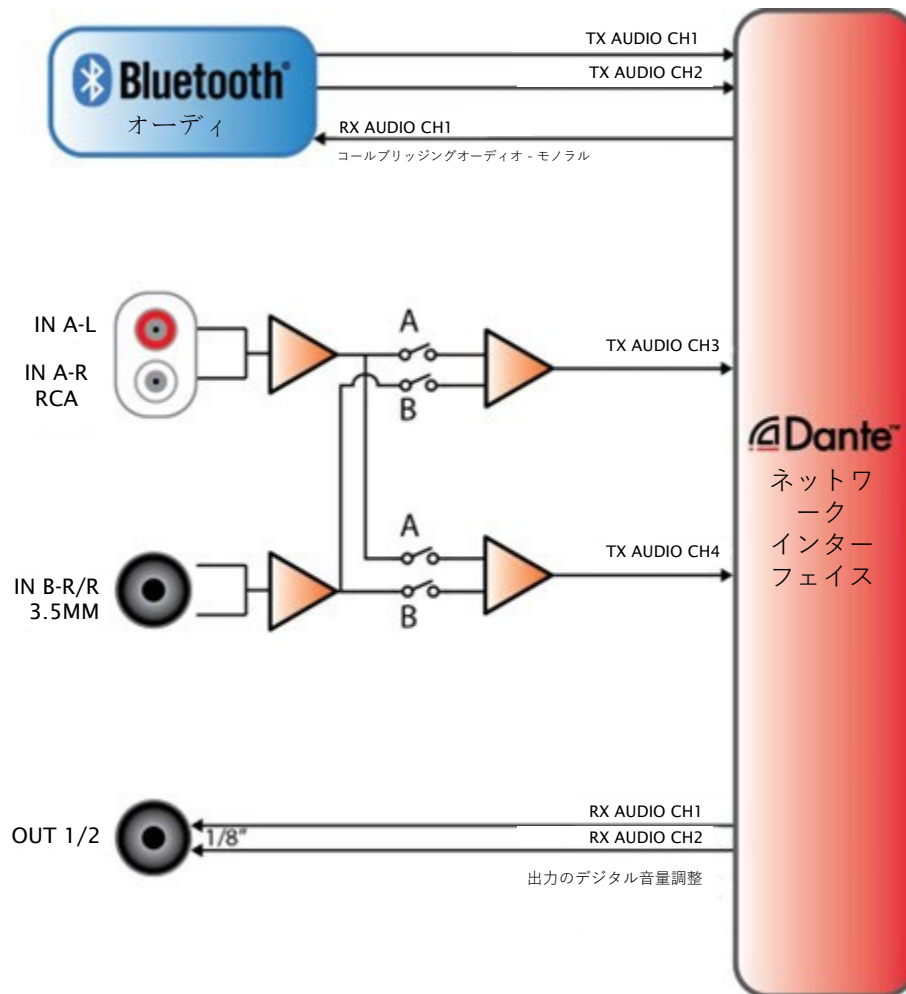 TX AUDIO CH1
TX AUDIO CH2
Bluetooth®
オーディ
RX AUDIO CH1
コールブリッジングオーディオ - モノラル
IN A-L
IN A-R
RCA
A
B
TX AUDIO CH3
Dante™
ネットワ
ーク
インター
フェイス
A
B
TX AUDIO CH4
IN B-R/R
3.5MM
OUT 1/2
1/8"
RX AUDIO CH1
RX AUDIO CH2
出力のデジタル音量調整